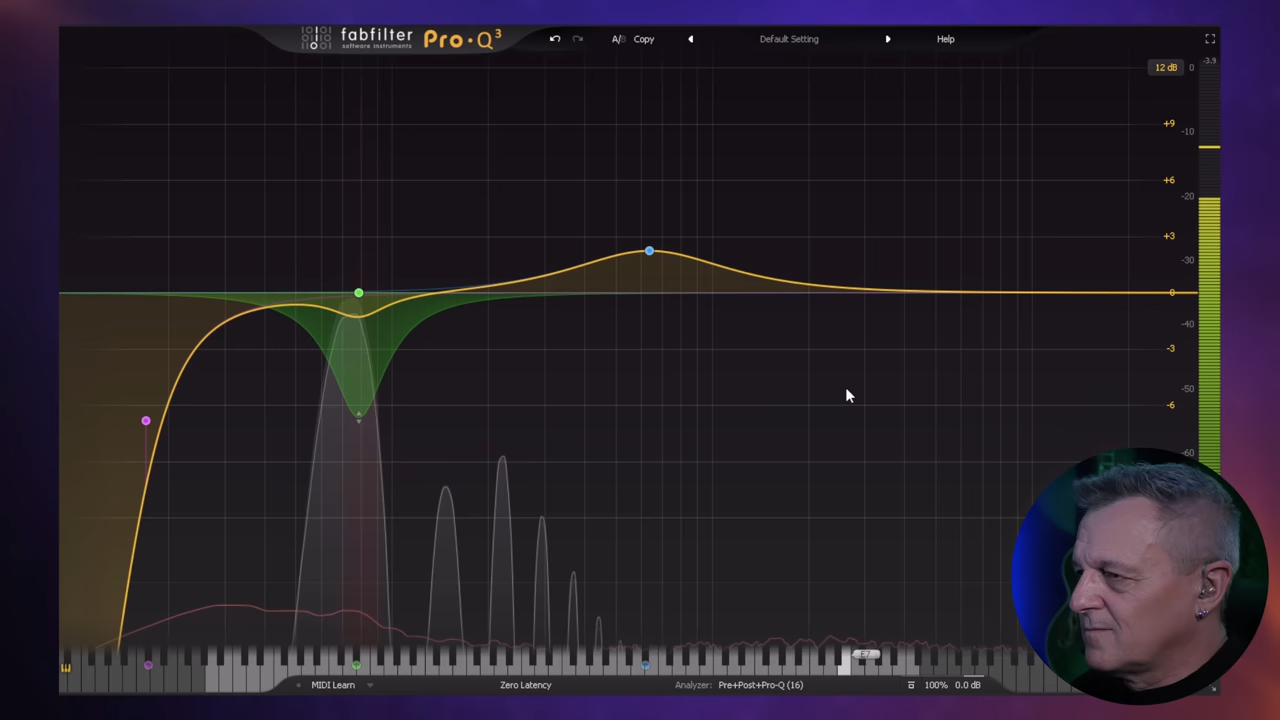 fabfilter
software instruments
Pro·Q³
A/B Copy
Default Setting
Help
12 dB
0
-3.9
+9
-10
+6
-20
+3
-30
0
-40
-3
-50
-6
-60
E7
MIDI Learn
Zero Latency
Analyzer: Pre+Post+Pro-Q (16)
100%
0.0 dB